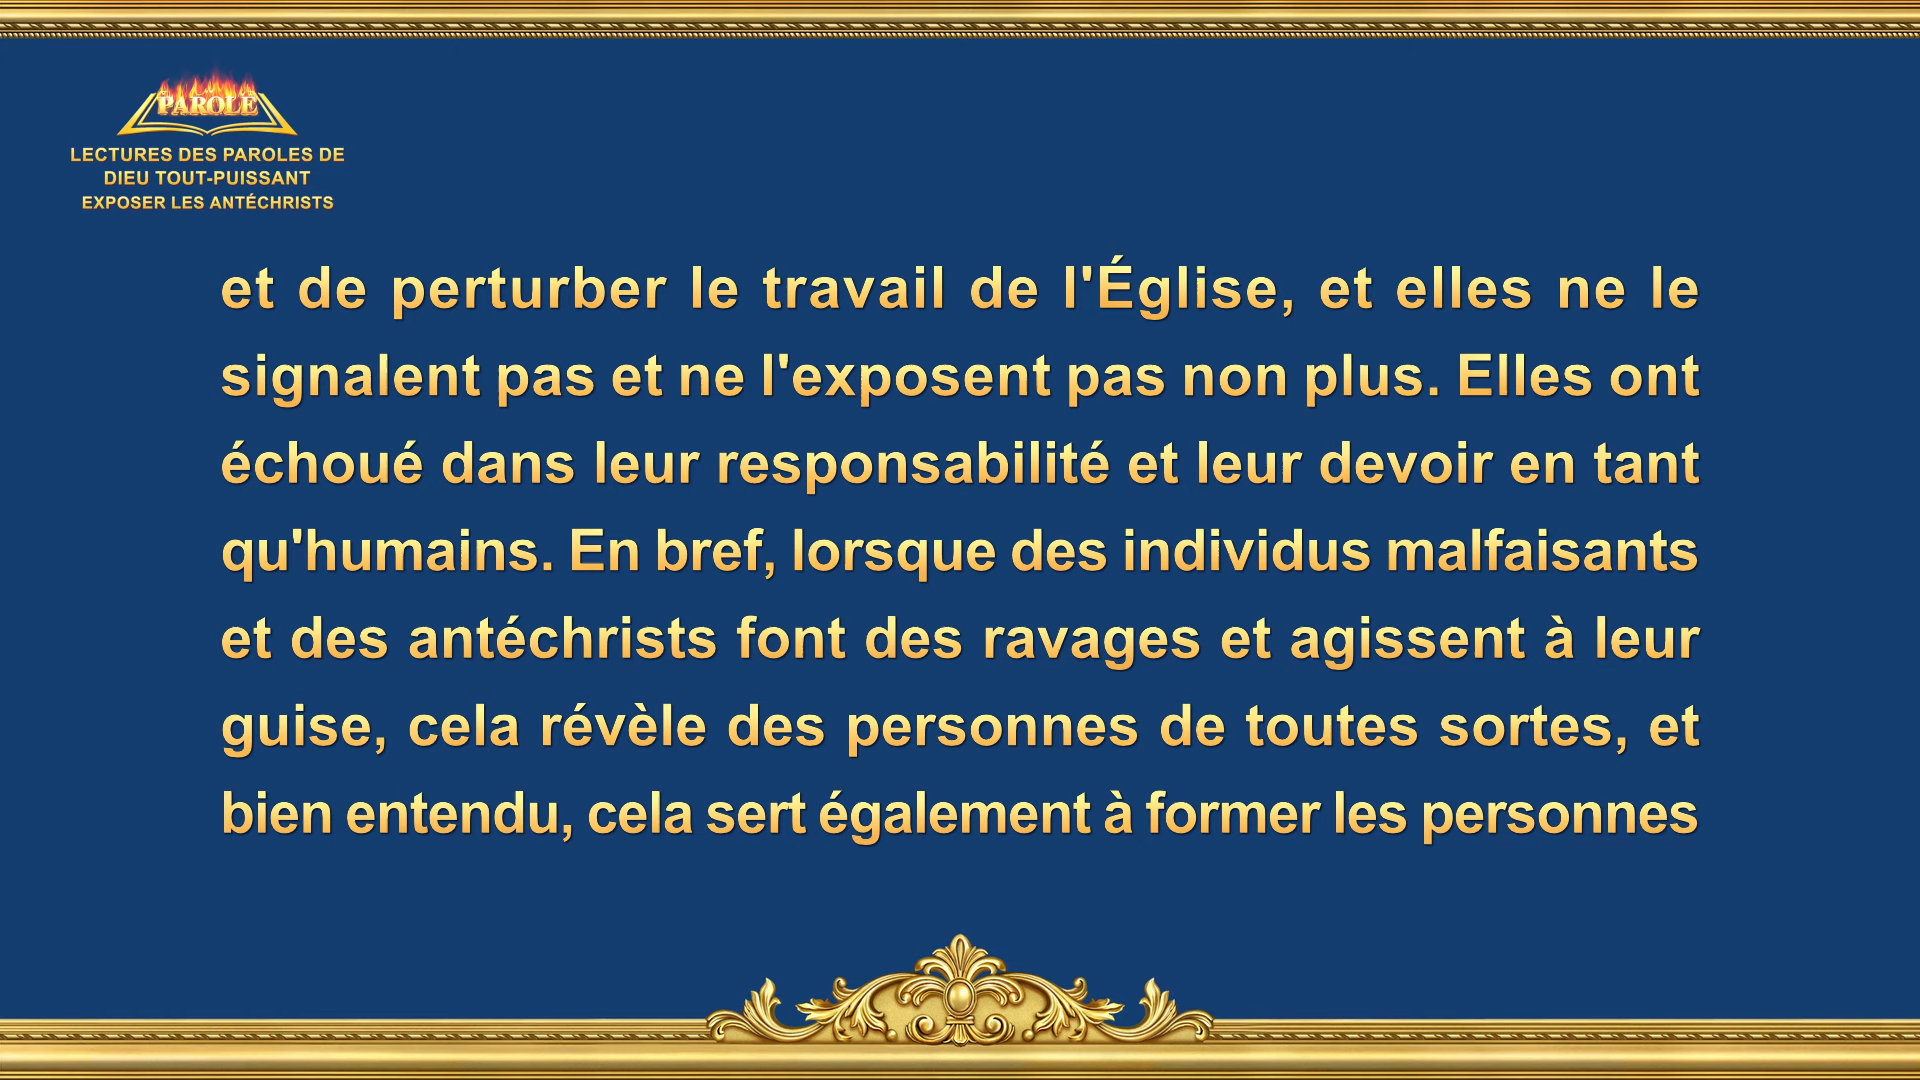 PAROLE
LECTURES DES PAROLES DE
DIEU TOUT-PUISSANT
EXPOSER LES ANTÉCHRISTS
et de perturber le travail de l'Église, et elles ne le
signalent pas et ne l'exposent pas non plus. Elles ont
échoué dans leur responsabilité et leur devoir en tant
qu'humains. En bref, lorsque des individus malfaisants
et des antéchrists font des ravages et agissent à leur
guise, cela révèle des personnes de toutes sortes, et
bien entendu, cela sert également à former les personnes